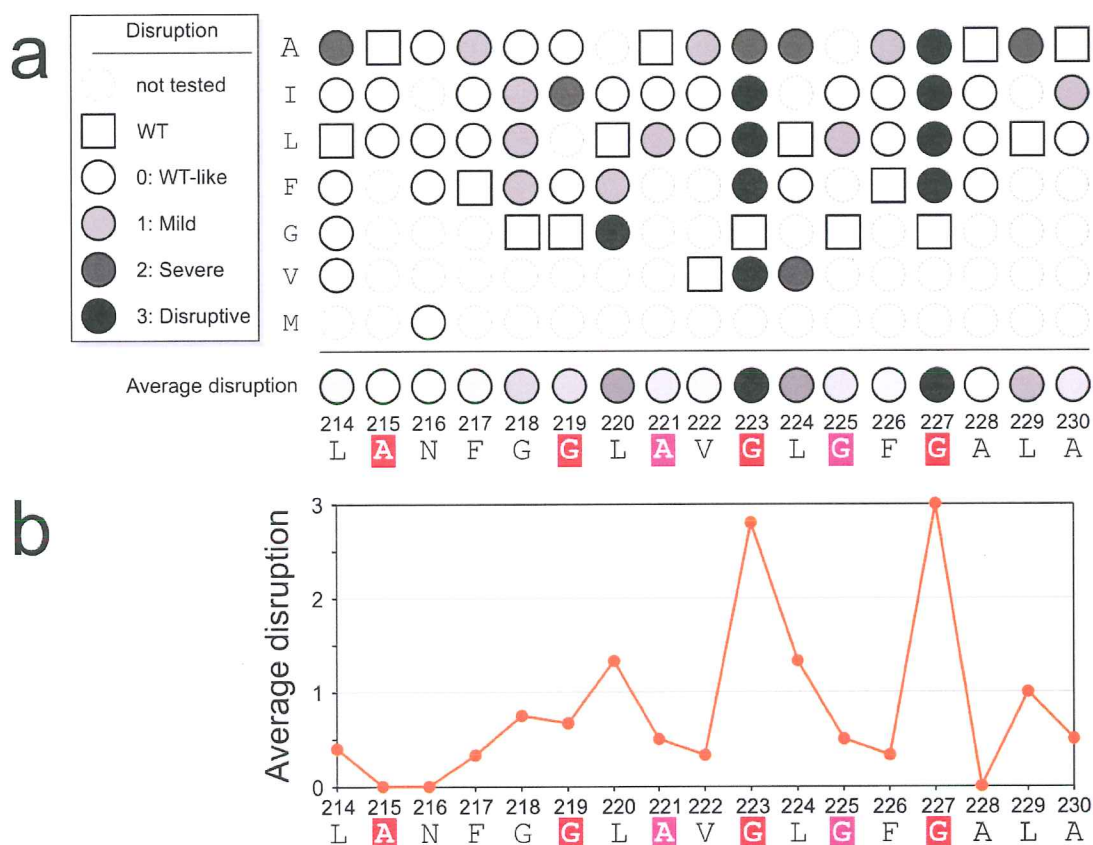 a
Disruption
not tested
WT
0: WT-like
1: Mild
2: Severe
3: Disruptive
A
I
L
F
G
V
M
Average disruption
214 215 216 217 218 219 220 221 222 223 224 225 226 227 228 229 230
L A N F G G L A V G L G F G A L A
b
Average disruption
3
2
1
0
214 215 216 217 218 219 220 221 222 223 224 225 226 227 228 229 230
L A N F G G L A V G L G F G A L A